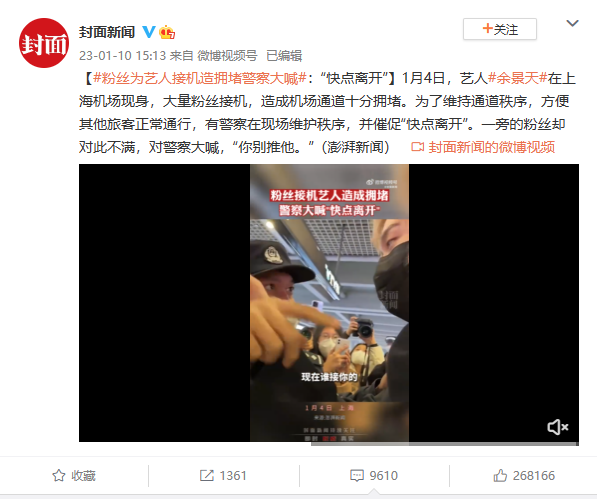 封面
封面新闻
+关注
23-01-10 15:13 来自 微博视频号 已编辑
【#粉丝为艺人接机造拥堵警察大喊#：“快点离开”】1月4日，艺人#余景天#在上
海机场现身，大量粉丝接机，造成机场通道十分拥堵。为了维持通道秩序，方便
其他旅客正常通行，有警察在现场维护秩序，并催促“快点离开”。一旁的粉丝却
对此不满，对警察大喊，“你别推他。”（澎湃新闻） 封面新闻的微博视频
粉丝接机艺人造成拥堵
警察大喊“快点离开”
封面
新闻
现在谁接你的
1月4日 上海
收藏
1361
9610
268166